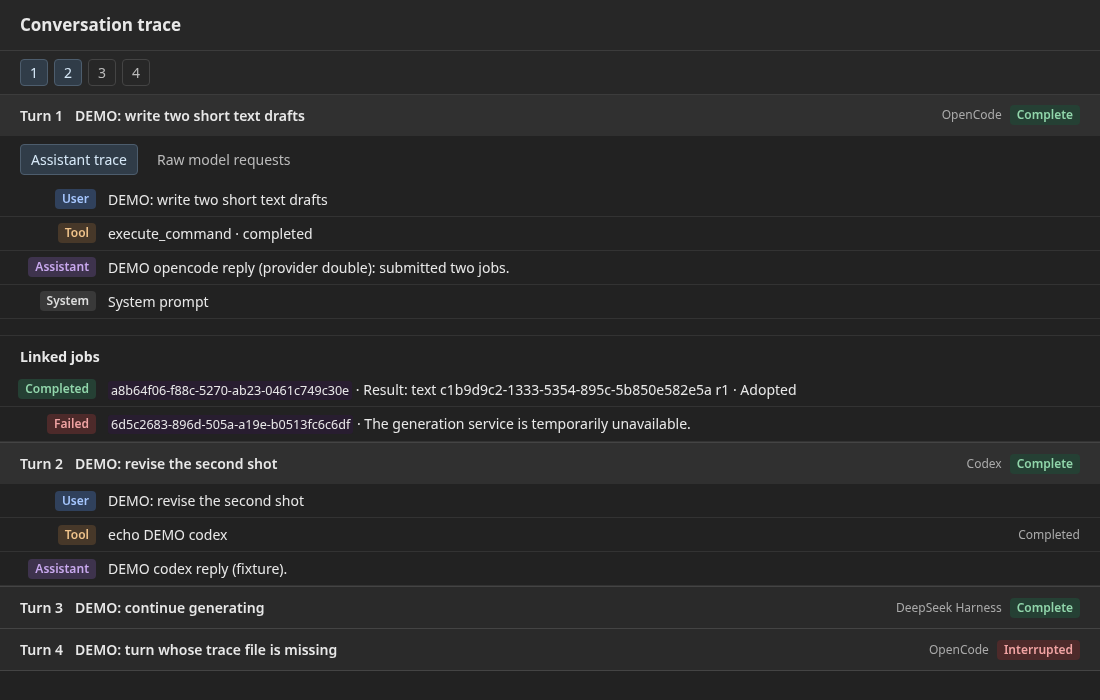 Conversation trace
1 2 3 4
Turn 1 DEMO: write two short text drafts OpenCode Complete
Assistant trace Raw model requests
User DEMO: write two short text drafts
Tool execute_command · completed
Assistant DEMO opencode reply (provider double): submitted two jobs.
System System prompt
Linked jobs
Completed a8b64f06-f88c-5270-ab23-0461c749c30e · Result: text c1b9d9c2-1333-5354-895c-5b850e582e5a r1 · Adopted
Failed 6d5c2683-896d-505a-a19e-b0513fc6c6df · The generation service is temporarily unavailable.
Turn 2 DEMO: revise the second shot Codex Complete
User DEMO: revise the second shot
Tool echo DEMO codex Completed
Assistant DEMO codex reply (fixture).
Turn 3 DEMO: continue generating DeepSeek Harness Complete
Turn 4 DEMO: turn whose trace file is missing OpenCode Interrupted